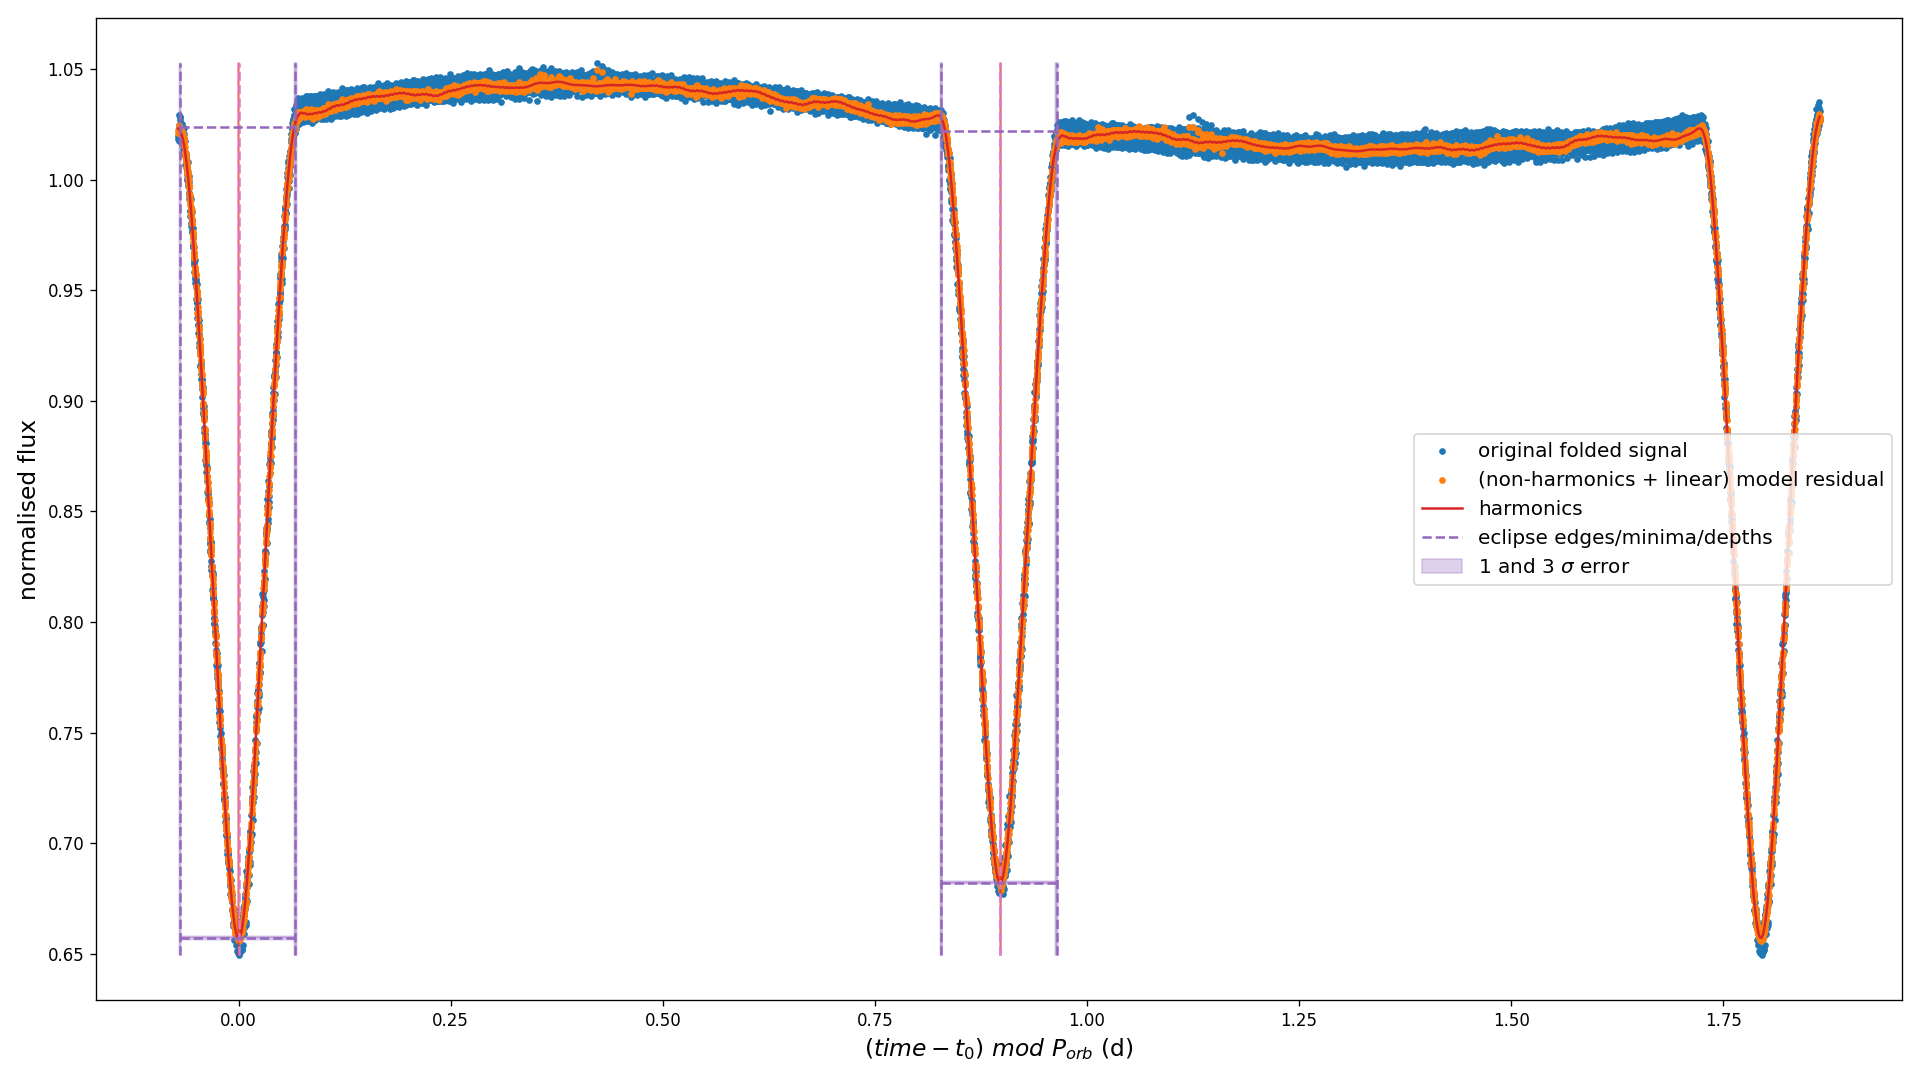 normalised flux
1.05
1.00
0.95
0.90
0.85
0.80
0.75
0.70
0.65
original folded signal
(non-harmonics + linear) model residual
harmonics
eclipse edges/minima/depths
1 and 3 σ error
0.00 0.25 0.50 0.75 1.00 1.25 1.50 1.75
(time − t₀) mod P_orb (d)